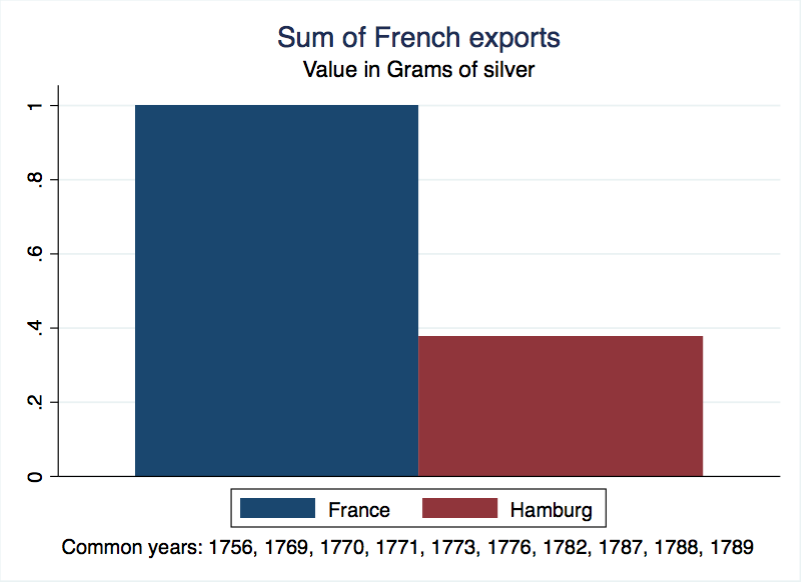 Sum of French exports
Value in Grams of silver
1
.8
.6
.4
.2
0
France Hamburg
Common years: 1756, 1769, 1770, 1771, 1773, 1776, 1782, 1787, 1788, 1789